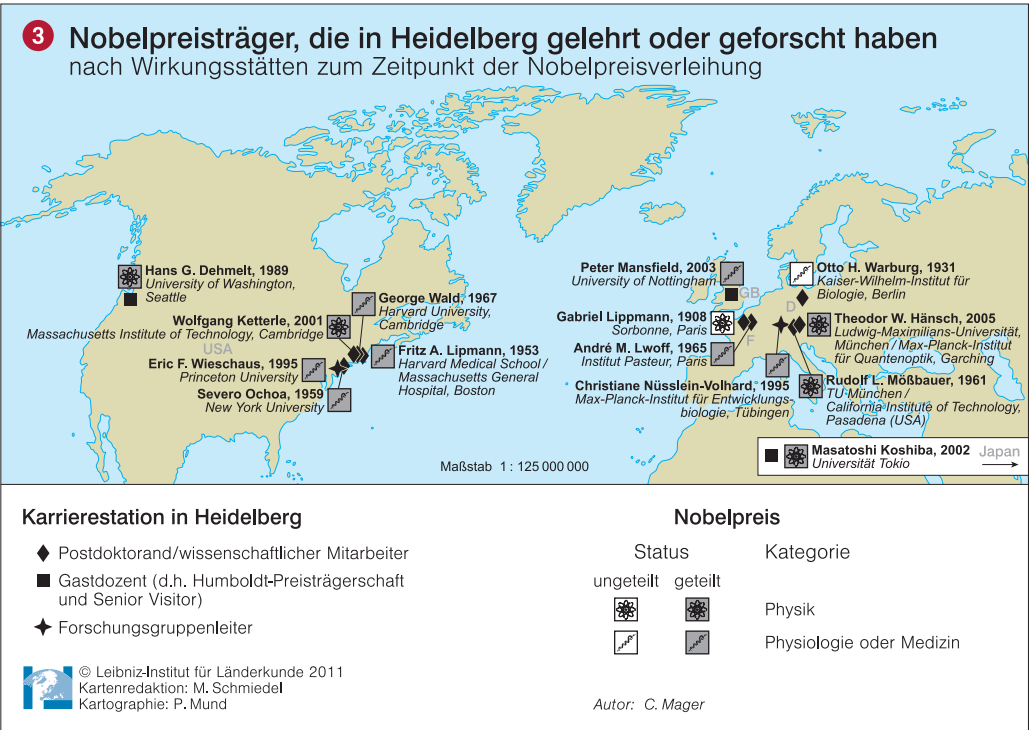 3 Nobelpreisträger, die in Heidelberg gelehrt oder geforscht haben
nach Wirkungsstätten zum Zeitpunkt der Nobelpreisverleihung
Hans G. Dehmelt, 1989
University of Washington,
Seattle
George Wald, 1967
Harvard University,
Cambridge
Wolfgang Ketterle, 2001
Massachusetts Institute of Technology, Cambridge
USA
Eric F. Wieschaus, 1995
Princeton University
Severo Ochoa, 1959
New York University
Fritz A. Lipmann, 1953
Harvard Medical School /
Massachusetts General
Hospital, Boston
Peter Mansfield, 2003
University of Nottingham
GB
Otto H. Warburg, 1931
Kaiser-Wilhelm-Institut für
Biologie, Berlin
D
Gabriel Lippmann, 1908
Sorbonne, Paris
F
André M. Lwoff, 1965
Institut Pasteur, Paris
Theodor W. Hänsch, 2005
Ludwig-Maximilians-Universität,
München / Max-Planck-Institut
für Quantenoptik, Garching
Christiane Nüsslein-Volhard, 1995
Max-Planck-Institut für Entwicklungs-
biologie, Tübingen
Rudolf L. Mößbauer, 1961
TU München /
California Institute of Technology,
Pasadena (USA)
Masatoshi Koshiba, 2002
Universität Tokio
Japan
Maßstab 1 : 125 000 000
Karrierestation in Heidelberg
Postdoktorand/wissenschaftlicher Mitarbeiter
Gastdozent (d.h. Humboldt-Preisträgerschaft
und Senior Visitor)
Forschungsgruppenleiter
Nobelpreis
Status Kategorie
ungeteilt geteilt
Physik
Physiologie oder Medizin
© Leibniz-Institut für Länderkunde 2011
Kartenredaktion: M. Schmiedel
Kartographie: P. Mund
Autor: C. Mager